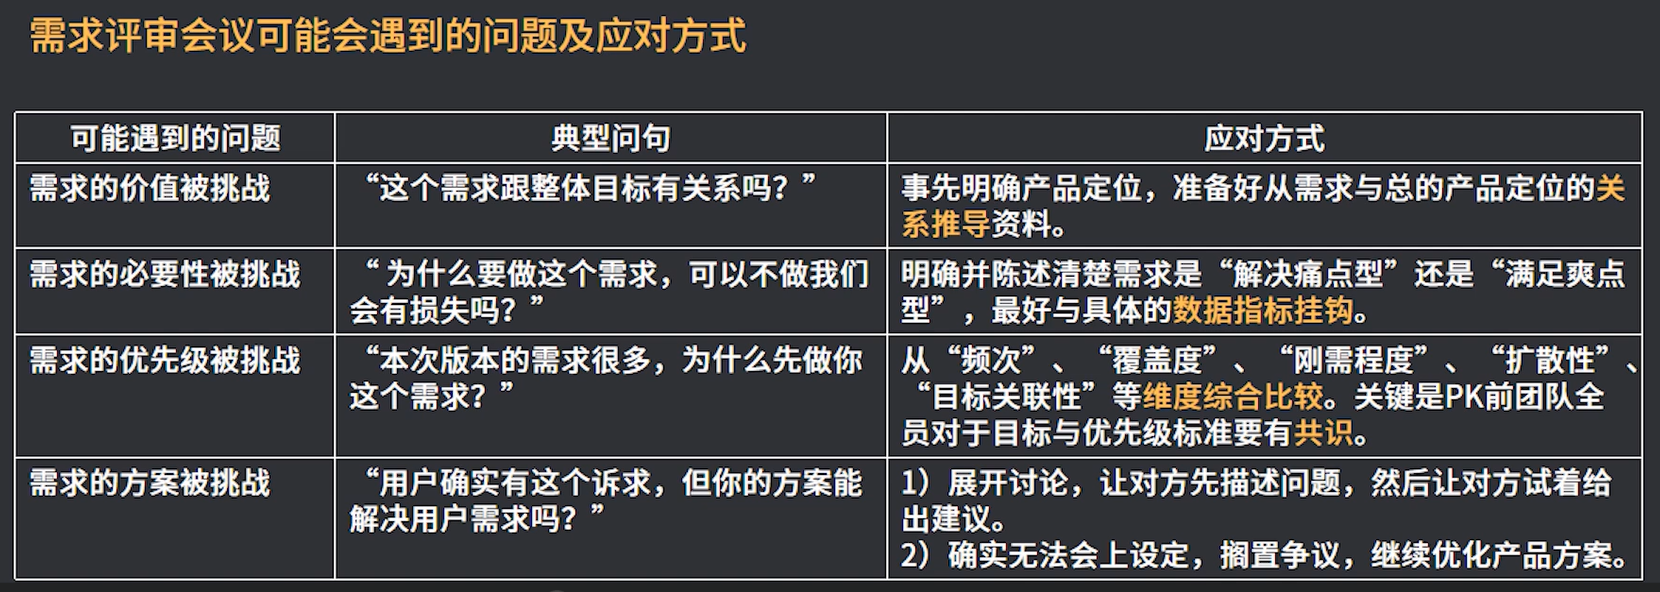 需求评审会议可能会遇到的问题及应对方式
可能遇到的问题
典型问句
应对方式
需求的价值被挑战
“这个需求跟整体目标有关系吗？”
事先明确产品定位，准备好从需求与总的产品定位的关
系推导资料。
需求的必要性被挑战
“ 为什么要做这个需求，可以不做我们
会有损失吗？”
明确并陈述清楚需求是“解决痛点型”还是“满足爽点
型”，最好与具体的数据指标挂钩。
需求的优先级被挑战
“本次版本的需求很多，为什么先做你
这个需求？”
从“频次”、“覆盖度”、“刚需程度”、“扩散性”、
“目标关联性”等维度综合比较。关键是PK前团队全
员对于目标与优先级标准要有共识。
需求的方案被挑战
“用户确实有这个诉求，但你的方案能
解决用户需求吗？”
1）展开讨论，让对方先描述问题，然后让对方试着给
出建议。
2）确实无法会上设定，搁置争议，继续优化产品方案。